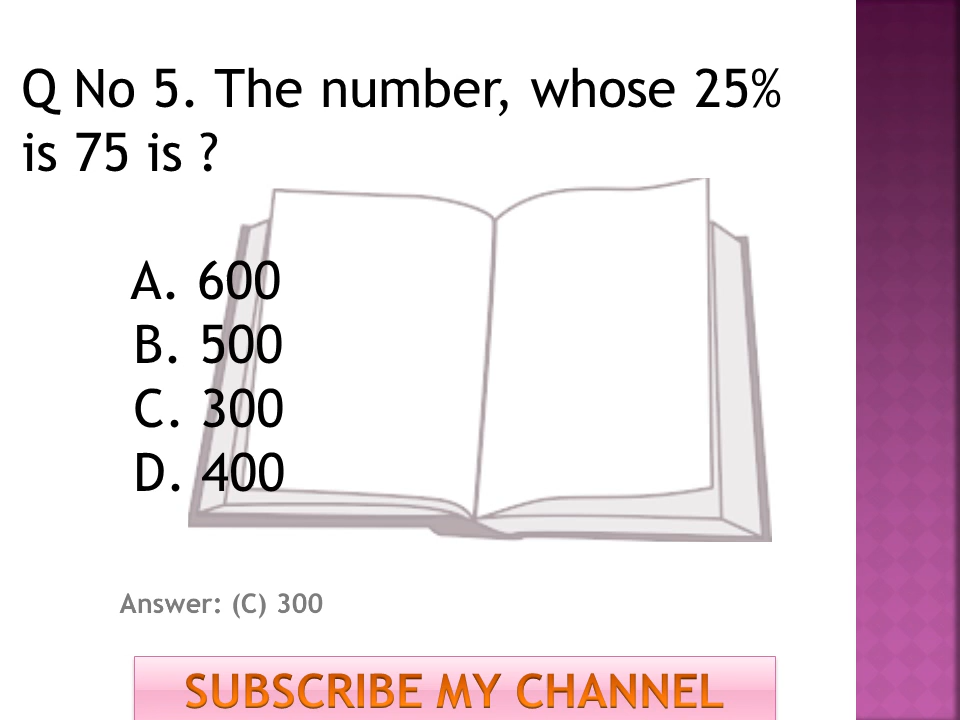 Q No 5. The number, whose 25%
is 75 is ?
A. 600
B. 500
C. 300
D. 400
Answer: (C) 300
SUBSCRIBE MY CHANNEL